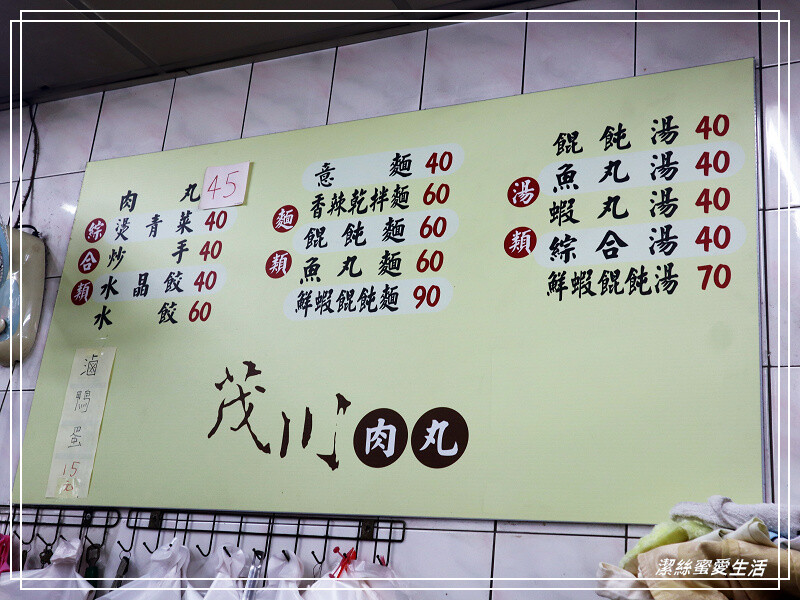 綜合類
肉丸 45
燙青菜 40
炒手 40
水晶餃 40
水餃 60
麵類
意麵 40
香辣乾拌麵 60
餛飩麵 60
魚丸麵 60
鮮蝦餛飩麵 90
湯類
餛飩湯 40
魚丸湯 40
蝦丸湯 40
綜合湯 40
鮮蝦餛飩湯 70
滷鴨蛋15元
茂川肉丸
潔絲蜜愛生活